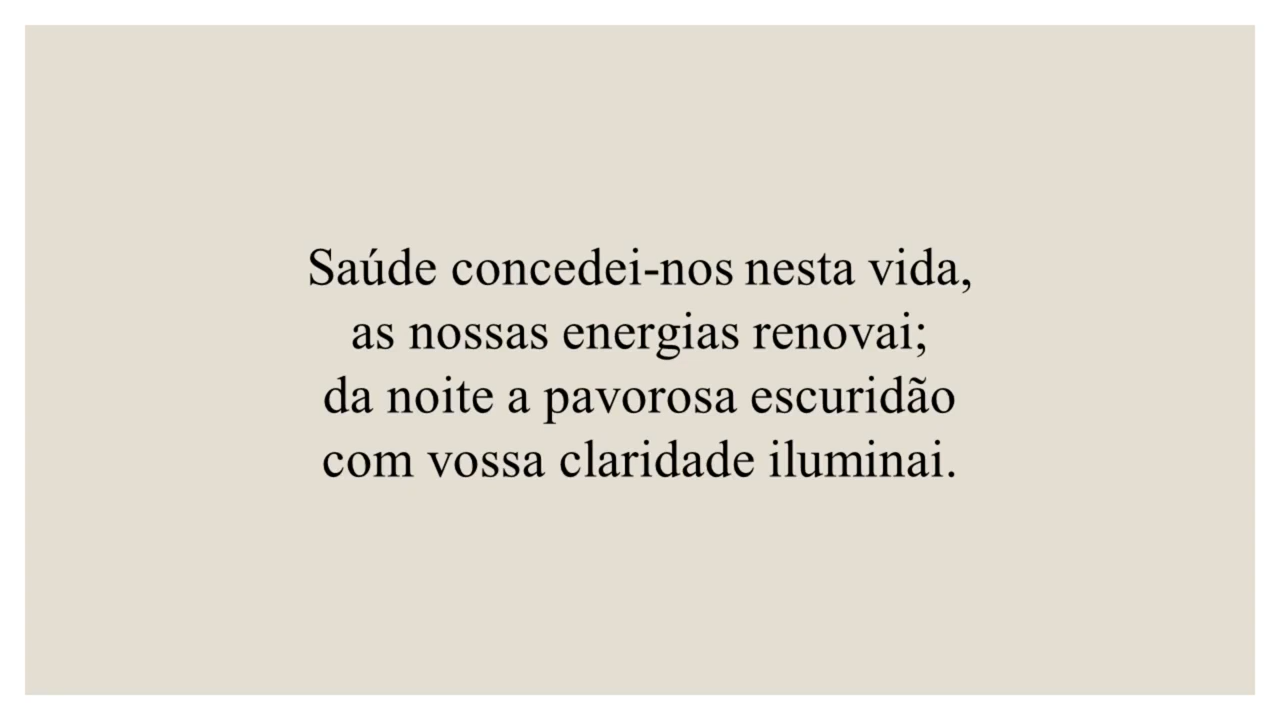 Saúde concedei-nos nesta vida,
as nossas energias renovai;
da noite a pavorosa escuridão
com vossa claridade iluminai.